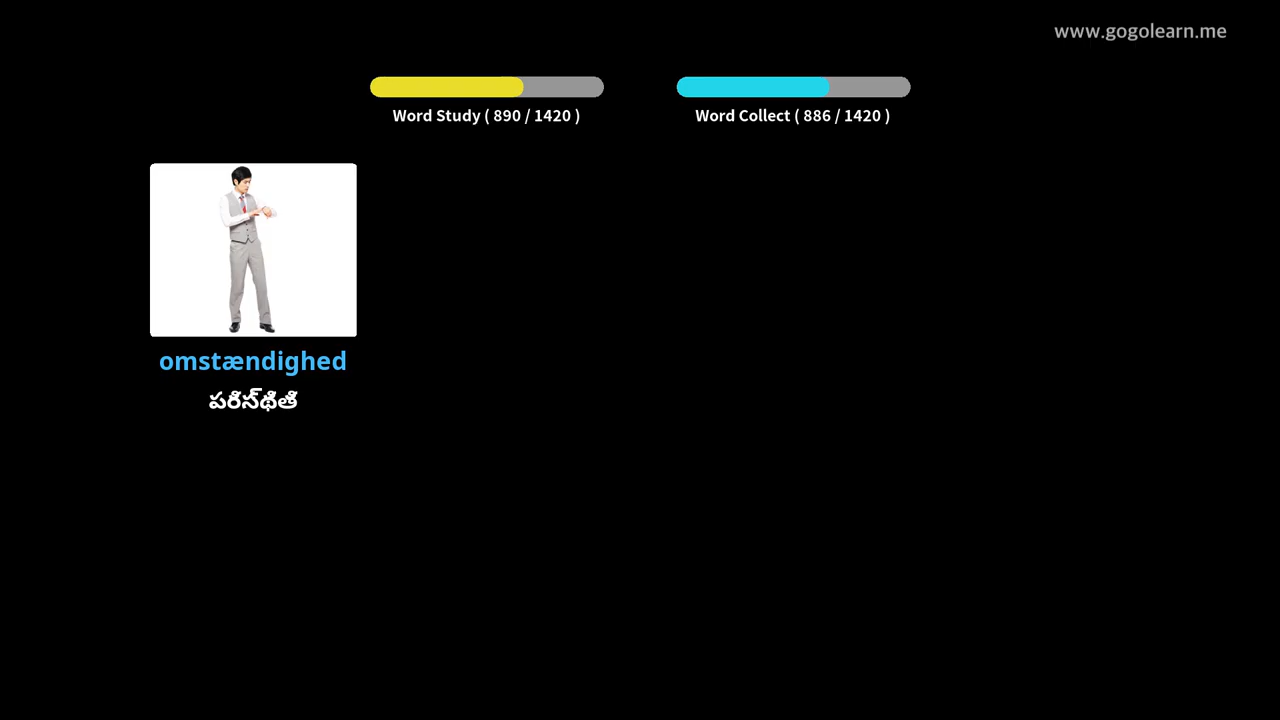 www.gogolearn.me
Word Study ( 890 / 1420 )
Word Collect ( 886 / 1420 )
omstændighed
పరిస్థితి